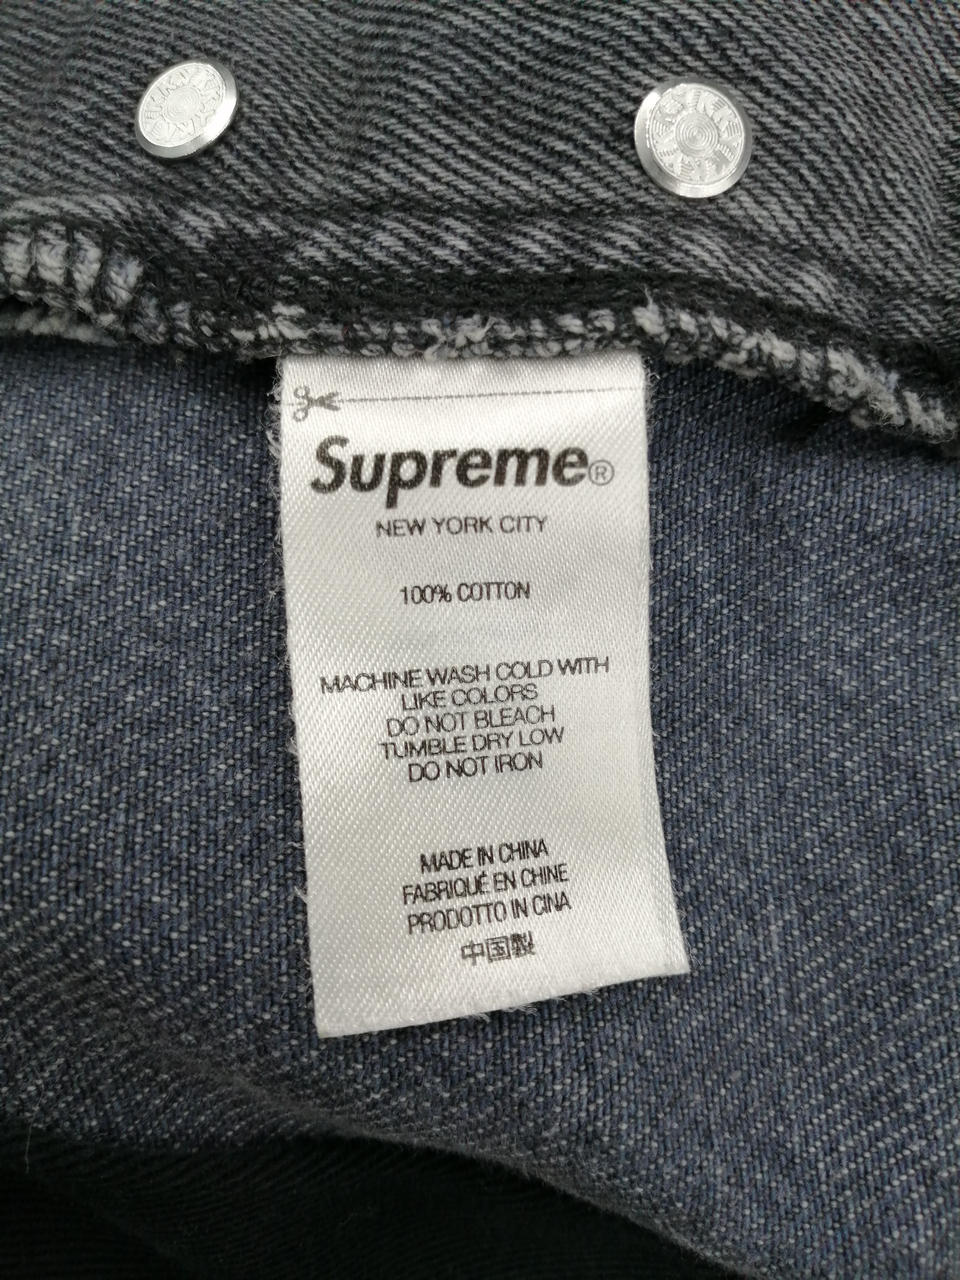 Supreme®
NEW YORK CITY
100% COTTON
MACHINE WASH COLD WITH
LIKE COLORS
DO NOT BLEACH
TUMBLE DRY LOW
DO NOT IRON
MADE IN CHINA
FABRIQUÉ EN CHINE
PRODOTTO IN CINA
中国製